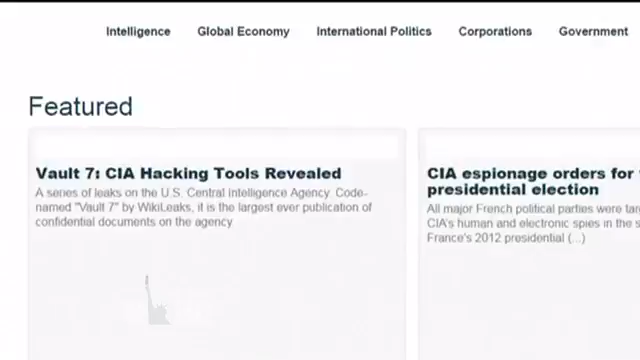 Intelligence Global Economy International Politics Corporations Government
Featured
Vault 7: CIA Hacking Tools Revealed
A series of leaks on the U.S. Central Intelligence Agency. Code-
named "Vault 7" by WikiLeaks, it is the largest ever publication of
confidential documents on the agency
CIA espionage orders for
presidential election
All major French political parties were
CIA's human and electronic spies in the
France's 2012 presidential (...)